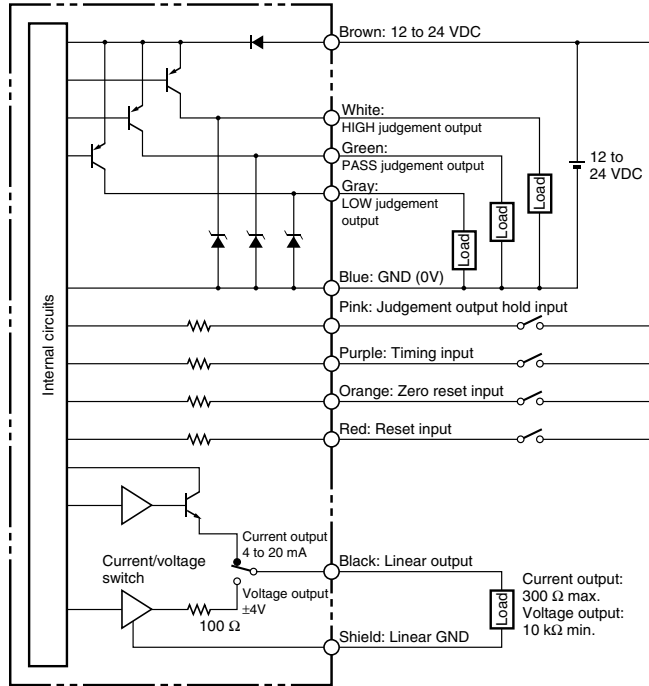 Brown: 12 to 24 VDC
White:
HIGH judgement output
Green:
PASS judgement output
Gray:
LOW judgement
output
Load
Load
Load
12 to
24 VDC
Blue: GND (0V)
Pink: Judgement output hold input
Purple: Timing input
Orange: Zero reset input
Red: Reset input
Internal circuits
Current output
4 to 20 mA
Black: Linear output
Current/voltage
switch
Voltage output
±4V
100 Ω
Shield: Linear GND
Load
Current output:
300 Ω max.
Voltage output:
10 kΩ min.